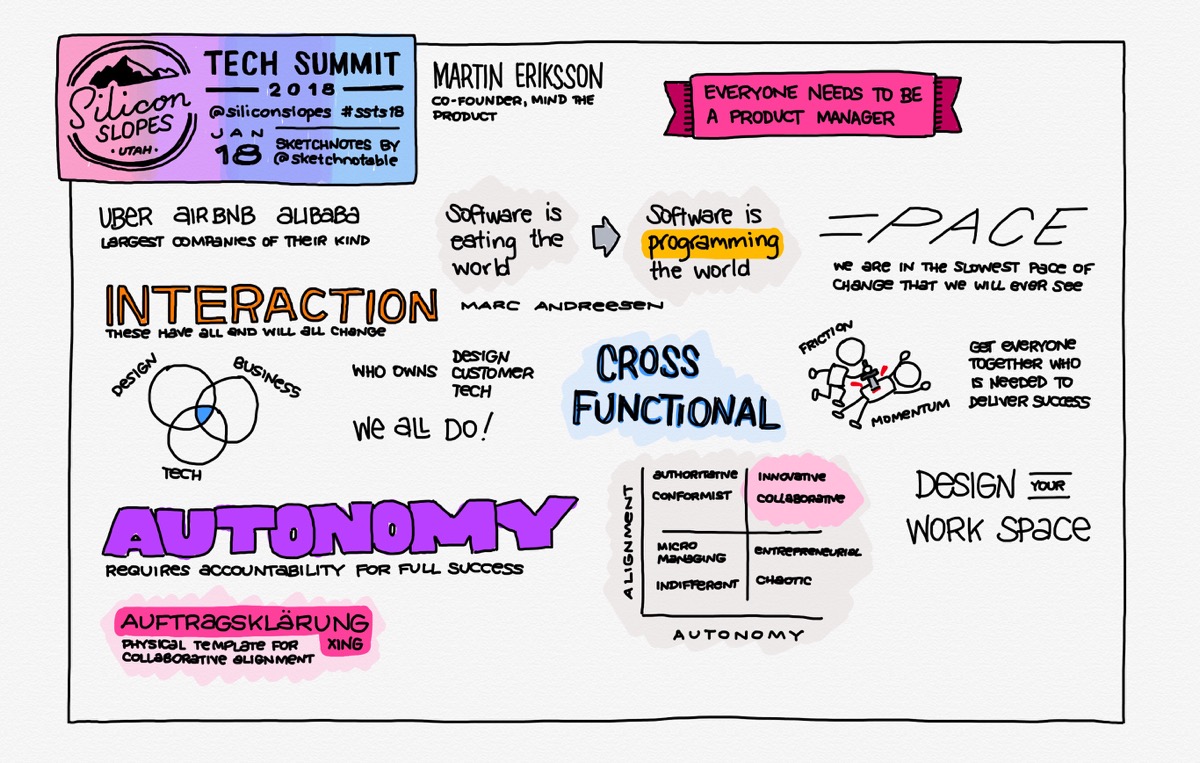 Silicon
SLOPES
• UTAH •
TECH SUMMIT
2018
@siliconslopes #ssts18
JAN
18
SKETCHNOTES BY
@sketchnotable
MARTIN ERIKSSON
CO-FOUNDER, MIND THE
PRODUCT
EVERYONE NEEDS TO BE
A PRODUCT MANAGER
UBER AIRBNB ALIBABA
LARGEST COMPANIES OF THEIR KIND
Software is
eating the
world
Software is
programming
the world
MARC ANDREESEN
PACE
WE ARE IN THE SLOWEST PACE OF
CHANGE THAT WE WILL EVER SEE
INTERACTION
THESE HAVE ALL AND WILL ALL CHANGE
DESIGN
BUSINESS
TECH
WHO OWNS
DESIGN
CUSTOMER
TECH
WE ALL DO!
CROSS
FUNCTIONAL
FRICTION
MOMENTUM
GET EVERYONE
TOGETHER WHO
IS NEEDED TO
DELIVER SUCCESS
AUTONOMY
REQUIRES ACCOUNTABILITY FOR FULL SUCCESS
AUFTRAGSKLÄRUNG
PHYSICAL TEMPLATE FOR
COLLABORATIVE ALIGNMENT
XING
ALIGNMENT
AUTHORITATIVE
CONFORMIST
INNOVATIVE
COLLABORATIVE
MICRO
MANAGING
INDIFFERENT
ENTREPRENEURIAL
CHAOTIC
AUTONOMY
DESIGN YOUR
WORK SPACE